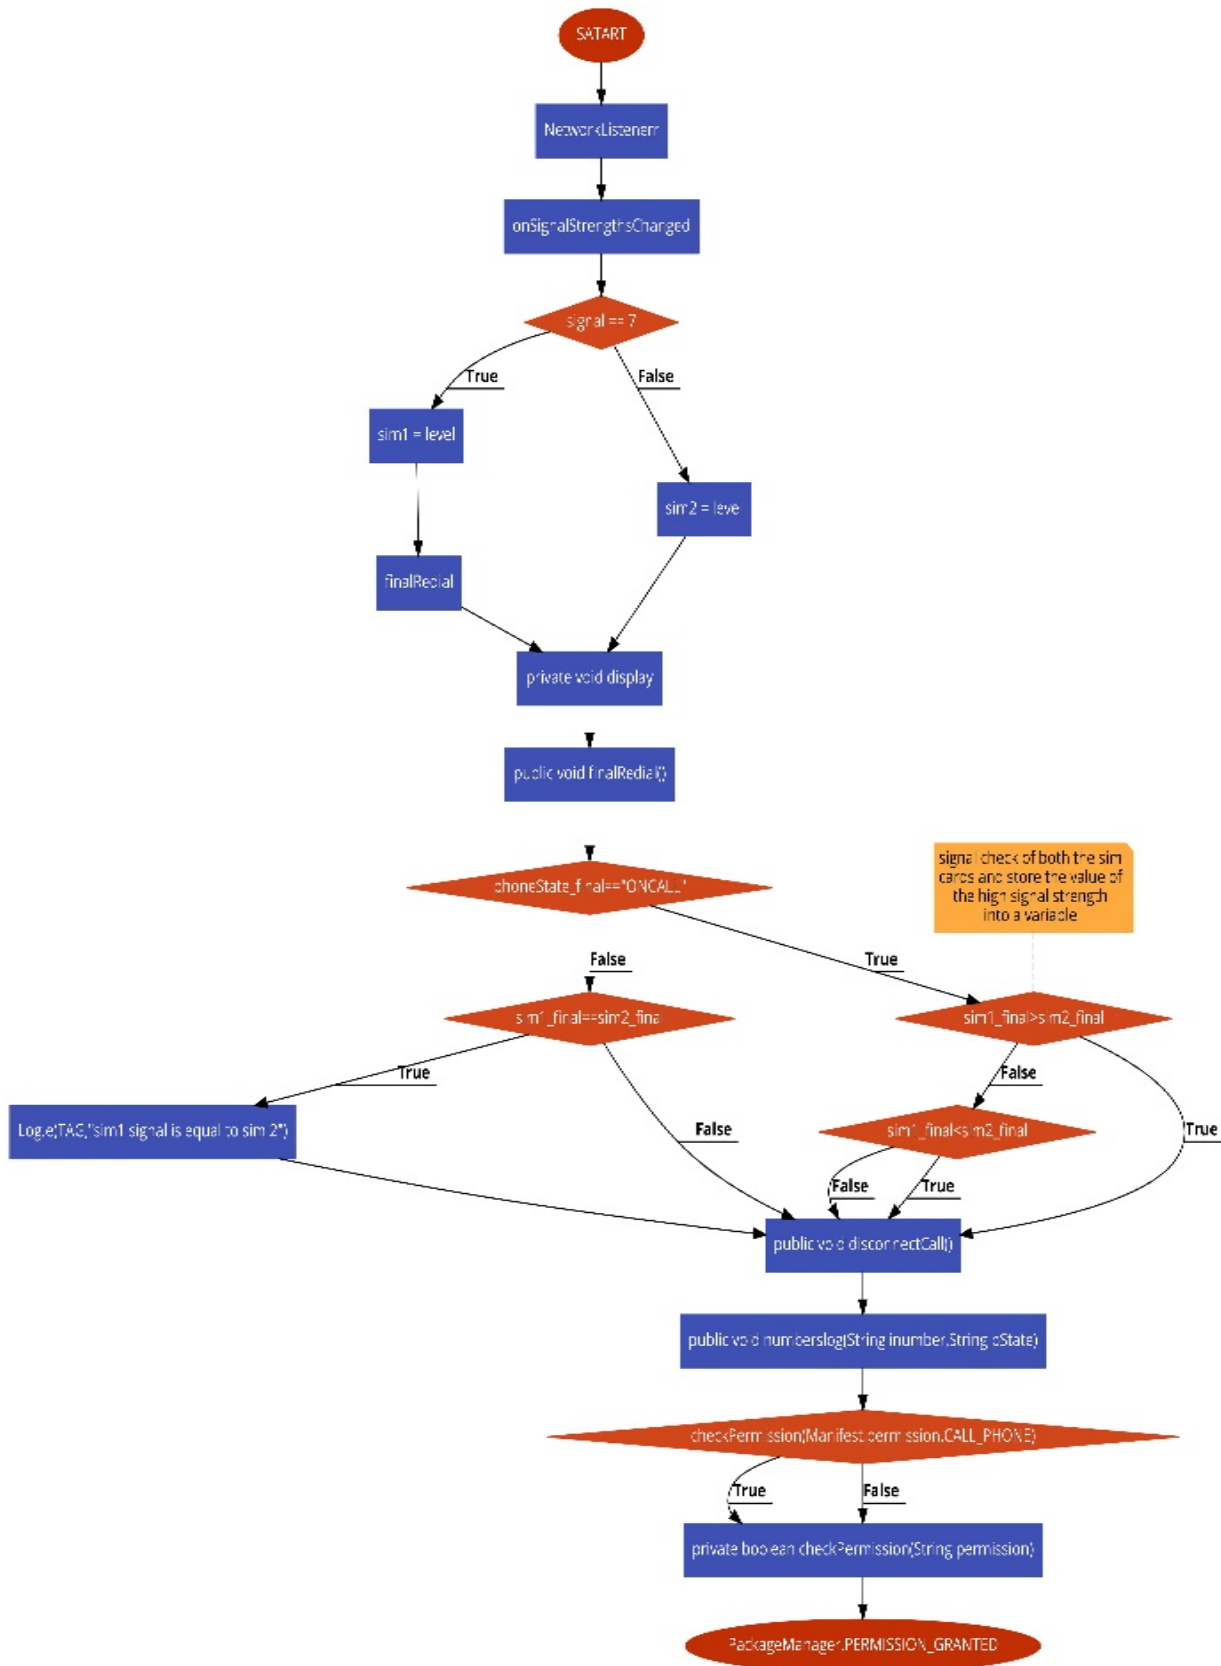 SATART
NetworkListenerr
onSignalStrengthsChanged
signal == 7
True
False
sim1 = level
sim2 = leve
finalRedial
private void display
public void finalRedial()
phoneState_final=="ONCALL"
signal check of both the sim
cards and store the value of
the high signal strength
into a variable
False
True
sim1_final==sim2_final
sim1_final>sim2_final
True
False
Log.e(TAG,"sim1 signal is equal to sim 2")
sim1_final<sim2_final
False
True
False
True
public void disconnectCall()
public void numberslog(String inumber,String oState)
checkPermission(Manifest.permission.CALL_PHONE)
True
False
private boolean checkPermission(String permission)
PackageManager.PERMISSION_GRANTED